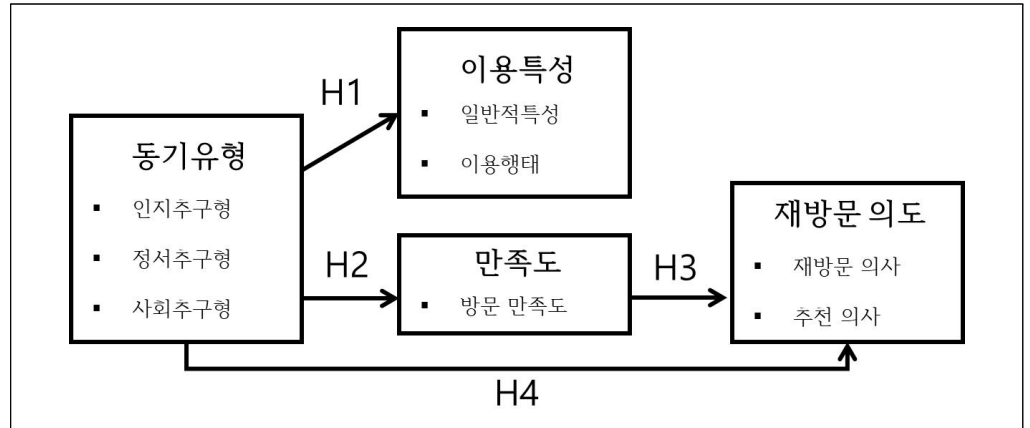 H1
이용특성
▪ 일반적특성
▪ 이용행태
동기유형
▪ 인지추구형
▪ 정서추구형
▪ 사회추구형
H2
만족도
▪ 방문 만족도
H3
재방문 의도
▪ 재방문 의사
▪ 추천 의사
H4